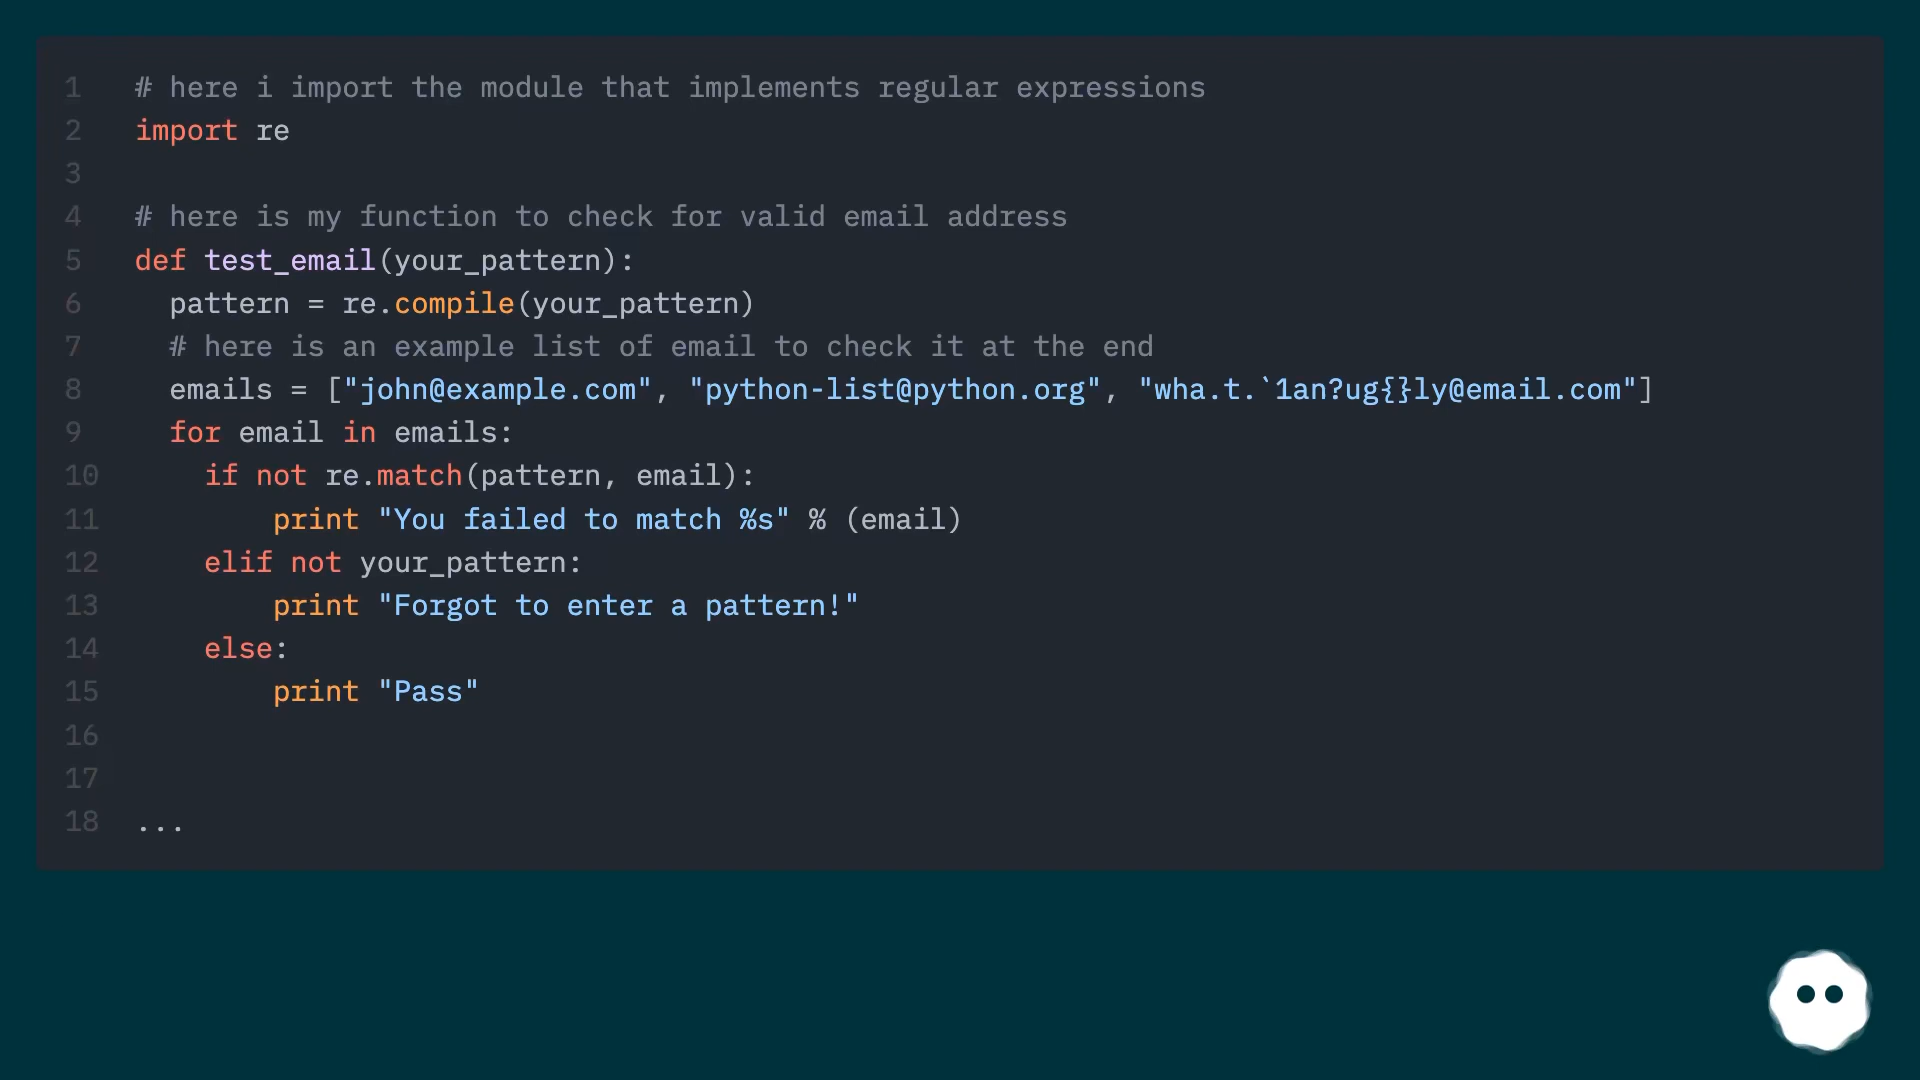 1 # here i import the module that implements regular expressions
2 import re
3
4 # here is my function to check for valid email address
5 def test_email(your_pattern):
6   pattern = re.compile(your_pattern)
7   # here is an example list of email to check it at the end
8   emails = ["john@example.com", "python-list@python.org", "wha.t.`1an?ug{}ly@email.com"]
9   for email in emails:
10     if not re.match(pattern, email):
11         print "You failed to match %s" % (email)
12     elif not your_pattern:
13         print "Forgot to enter a pattern!"
14     else:
15         print "Pass"
16
17
18 ...